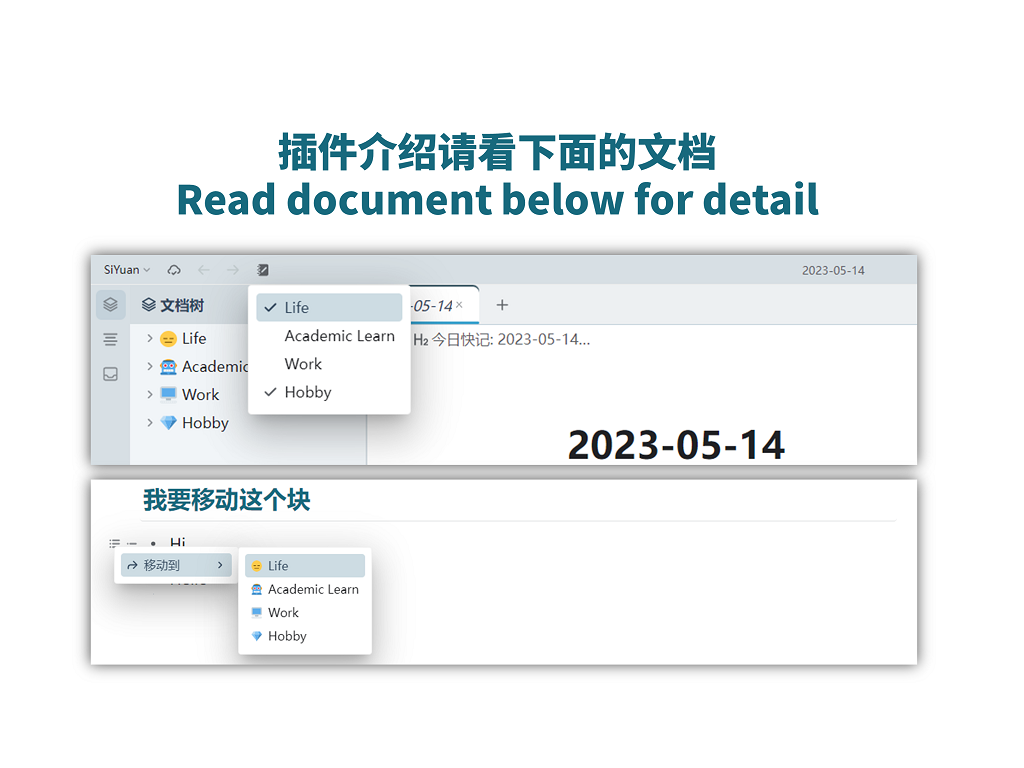 插件介绍请看下面的文档
Read document below for detail
SiYuan
2023-05-14
文档树
-05-14
Life
Academic Learn
Work
Hobby
H₂ 今日快记: 2023-05-14...
Life
Academic
Work
Hobby
2023-05-14
我要移动这个块
Hi
移动到
Life
Academic Learn
Work
Hobby